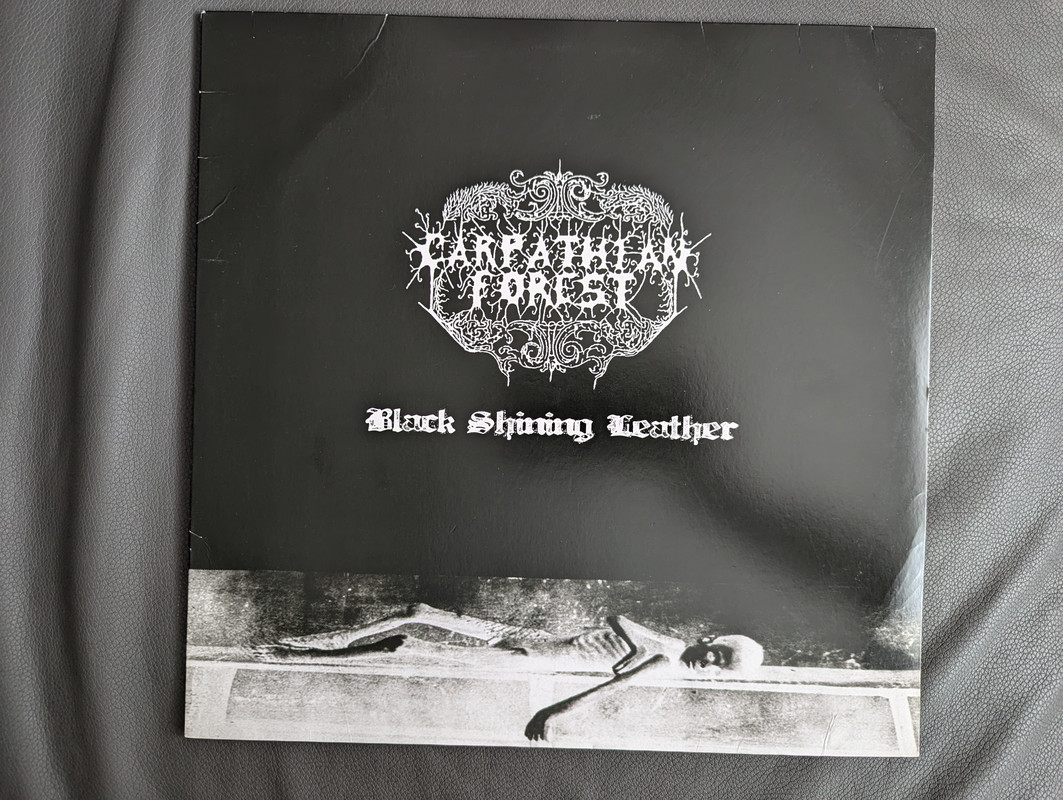 CARPATHIAN
FOREST
Black Shining Leather